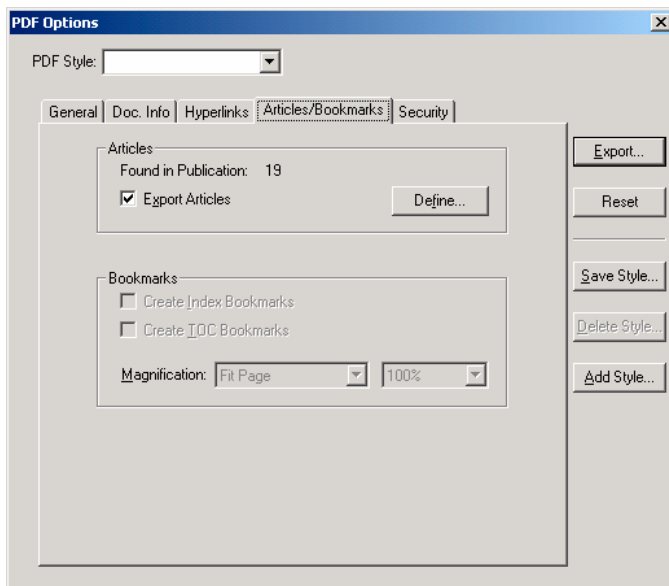 PDF Options
PDF Style:
General Doc. Info Hyperlinks Articles/Bookmarks Security
Articles
Found in Publication: 19
Export Articles
Define...
Bookmarks
Create Index Bookmarks
Create TOC Bookmarks
Magnification: Fit Page 100%
Export...
Reset
Save Style...
Delete Style...
Add Style...